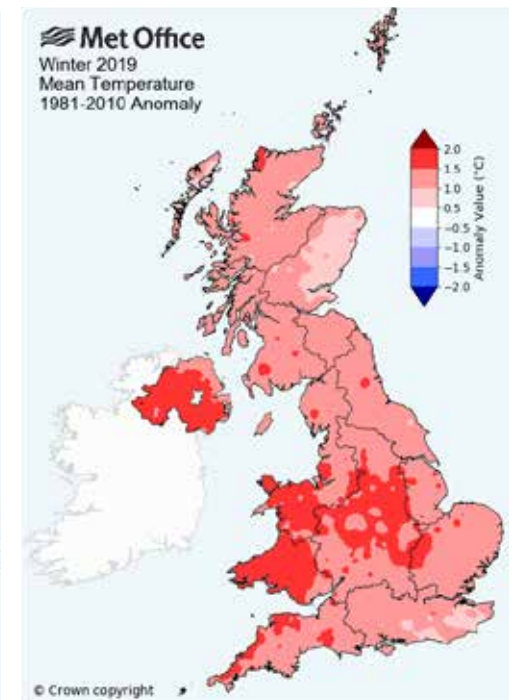 Met Office
Winter 2019
Mean Temperature
1981-2010 Anomaly
2.0
1.5
1.0
0.5
−0.5
−1.0
−1.5
−2.0
Anomaly Value (°C)
© Crown copyright